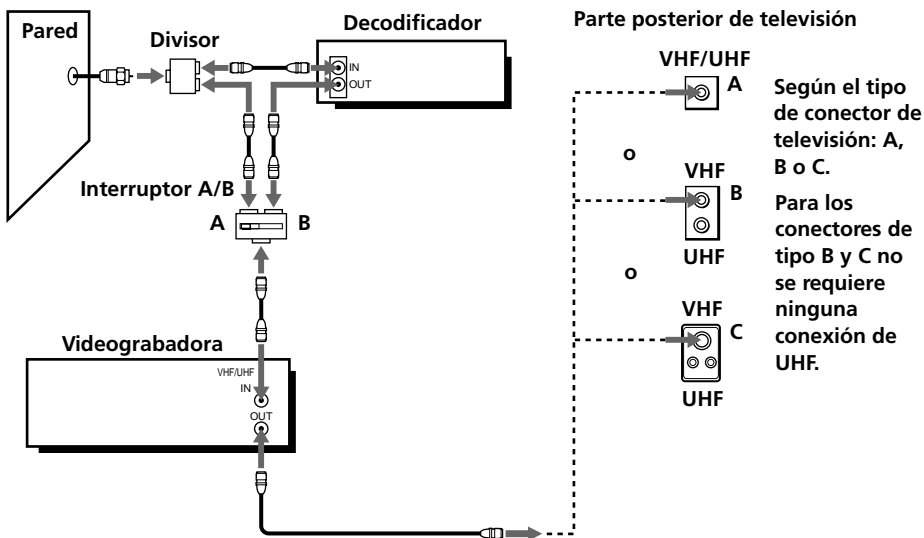 Parte posterior de televisión
Pared
Divisor
Decodificador
IN
OUT
VHF/UHF
A
Según el tipo
de conector de
televisión: A,
B o C.
o
VHF
B
UHF
Para los
conectores de
tipo B y C no
se requiere
ninguna
conexión de
UHF.
o
VHF
C
UHF
Interruptor A/B
A
B
Videograbadora
VHF/UHF
IN
OUT